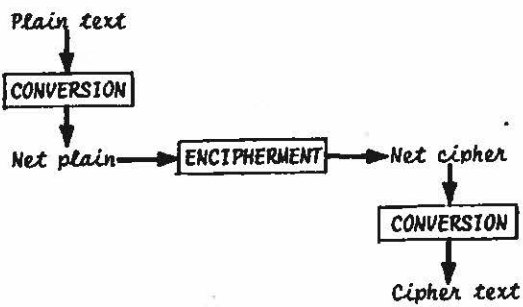 Plain text
CONVERSION
Net plain ENCIPHERMENT Net cipher
CONVERSION
Cipher text